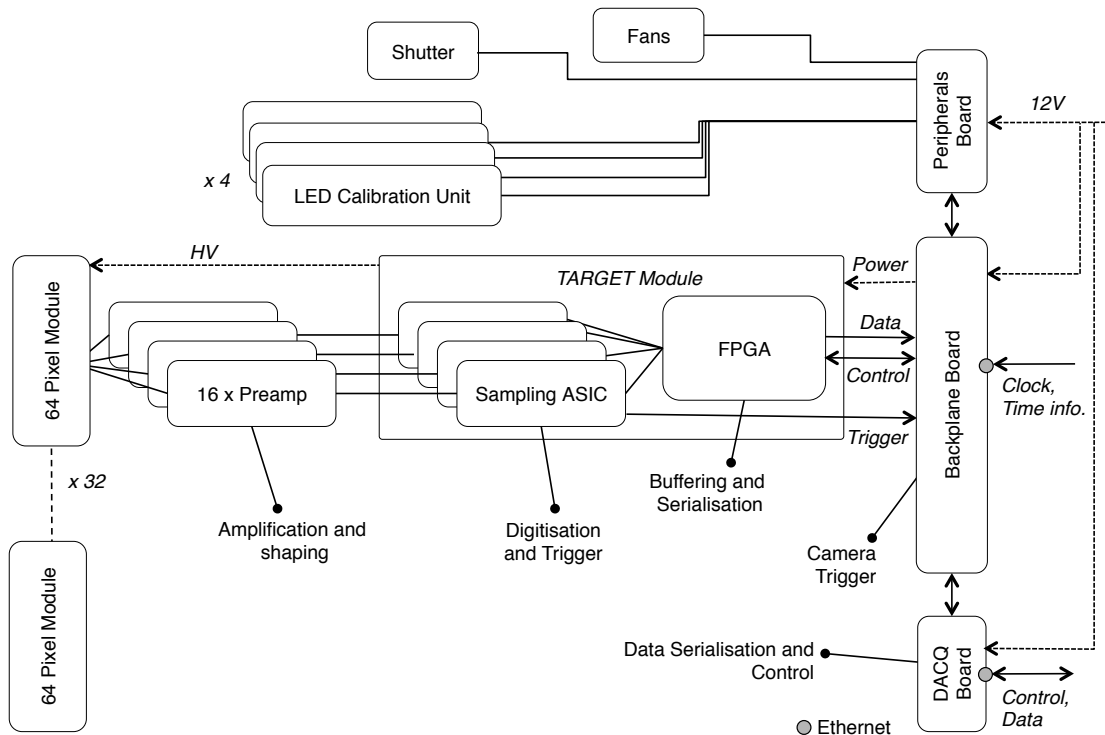 Fans
Shutter
Peripherals
Board
12V
x 4
LED Calibration Unit
HV
TARGET Module
Power
64 Pixel Module
FPGA
Data
Control
16 x Preamp
Sampling ASIC
Trigger
Backplane Board
Clock,
Time info.
x 32
Buffering and
Serialisation
Amplification and
shaping
Digitisation
and Trigger
Camera
Trigger
64 Pixel Module
Data Serialisation and
Control
DACQ
Board
Control,
Data
Ethernet